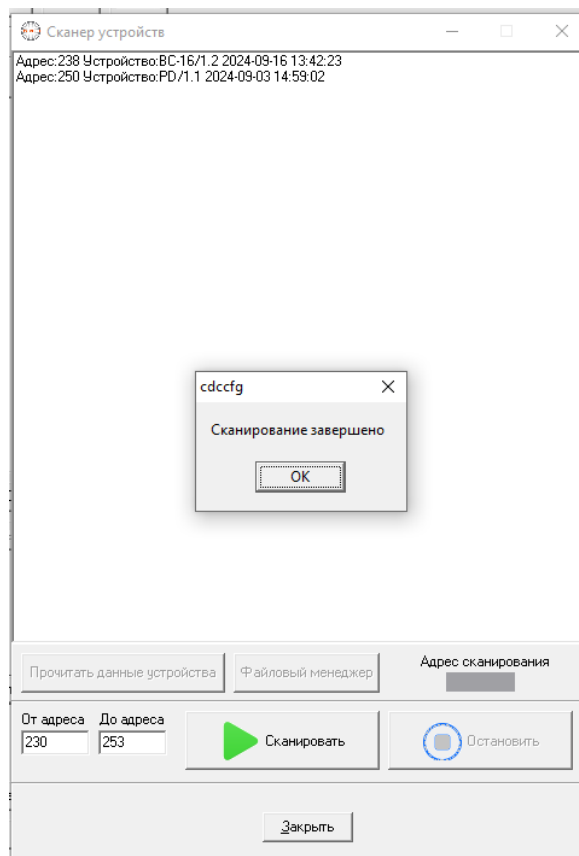 Сканер устройств
Адрес:238 Устройство:BC-16/1.2 2024-09-16 13:42:23
Адрес:250 Устройство:PD/1.1 2024-09-03 14:59:02
cdccfg
Сканирование завершено
OK
Прочитать данные устройства
Файловый менеджер
Адрес сканирования
От адреса До адреса
230 253
Сканировать
Остановить
Закрыть